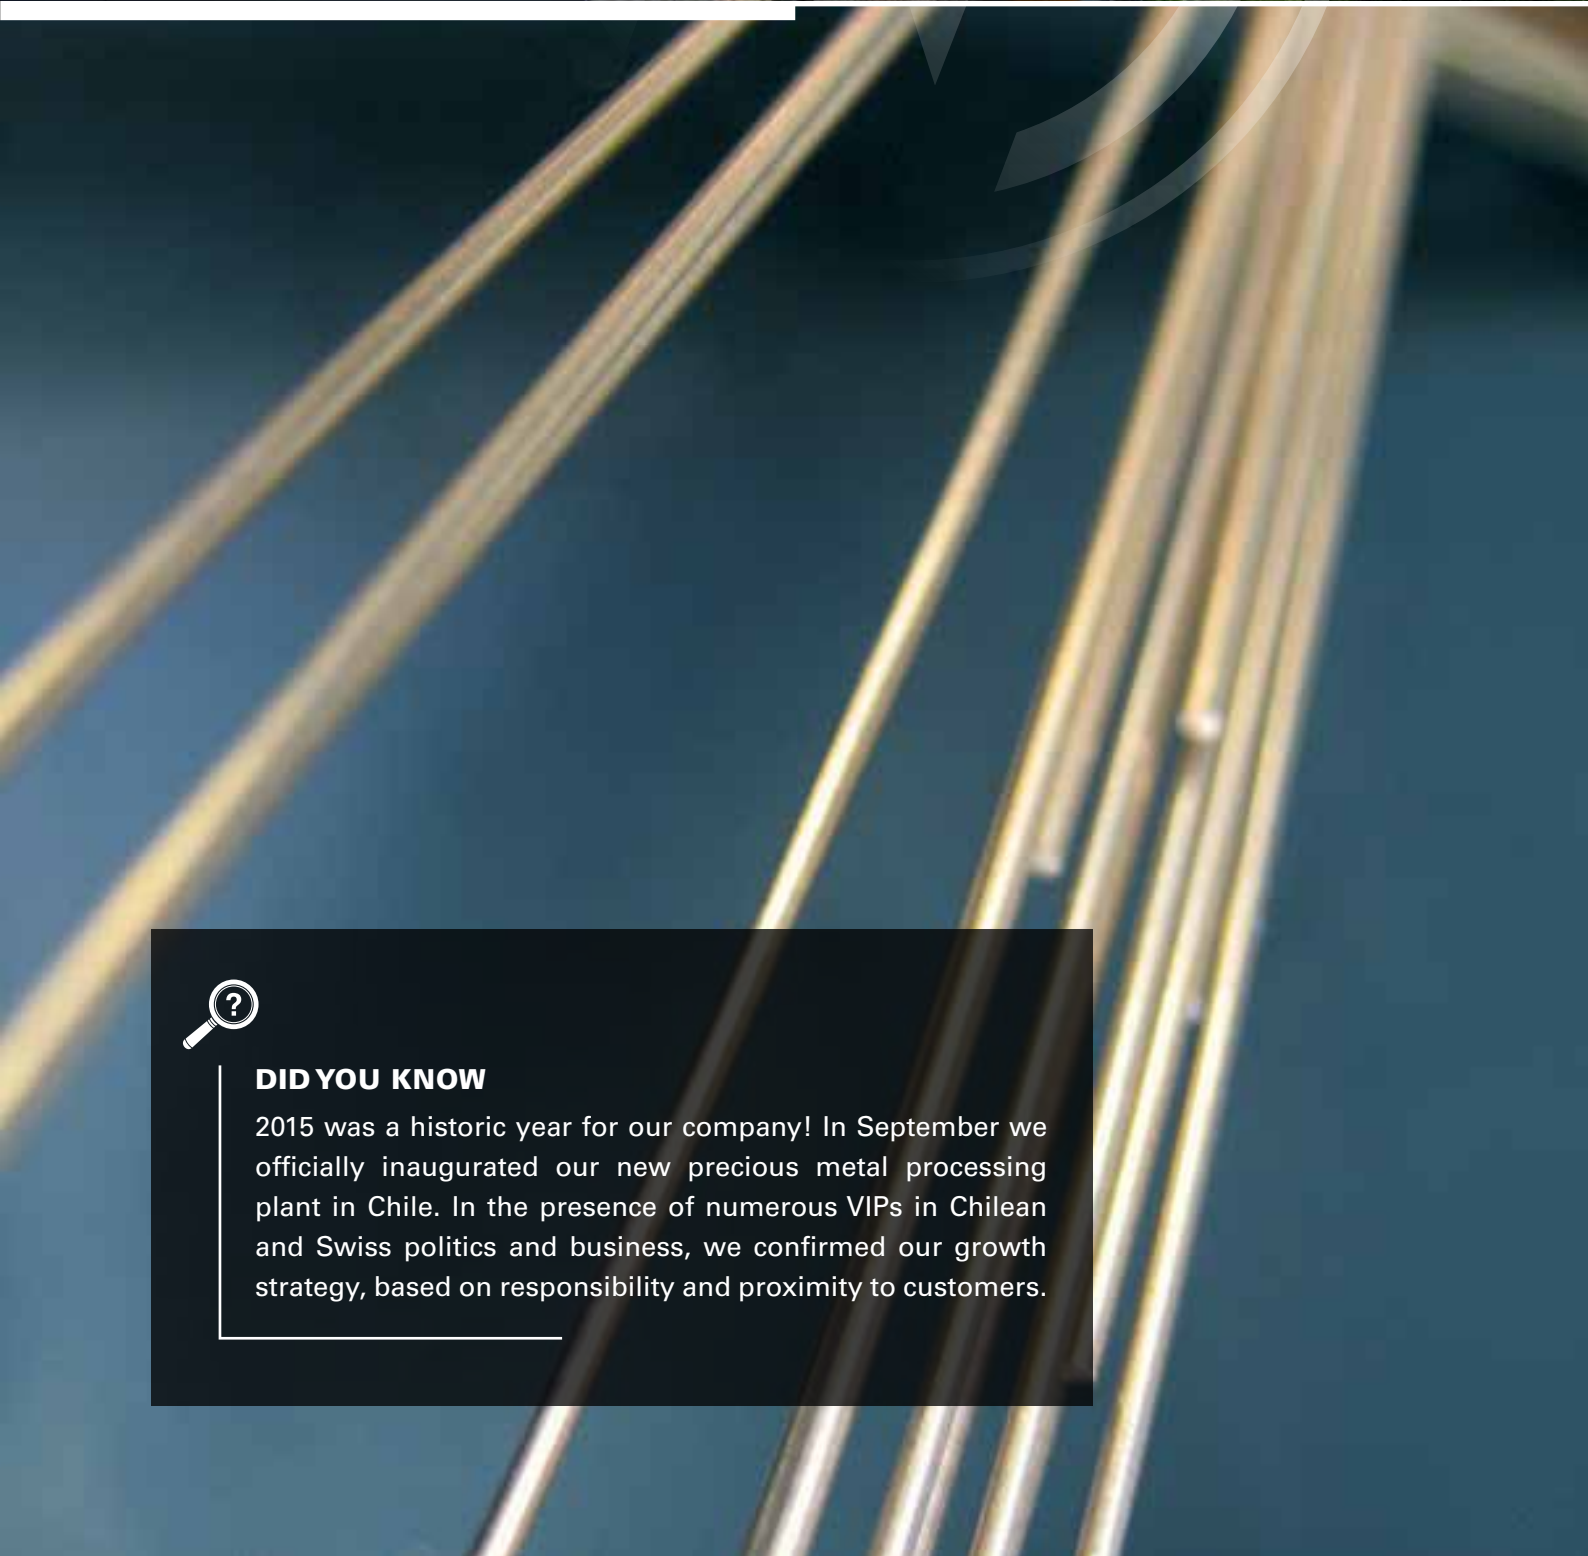 ?
DID YOU KNOW
2015 was a historic year for our company! In September we
officially inaugurated our new precious metal processing
plant in Chile. In the presence of numerous VIPs in Chilean
and Swiss politics and business, we confirmed our growth
strategy, based on responsibility and proximity to customers.